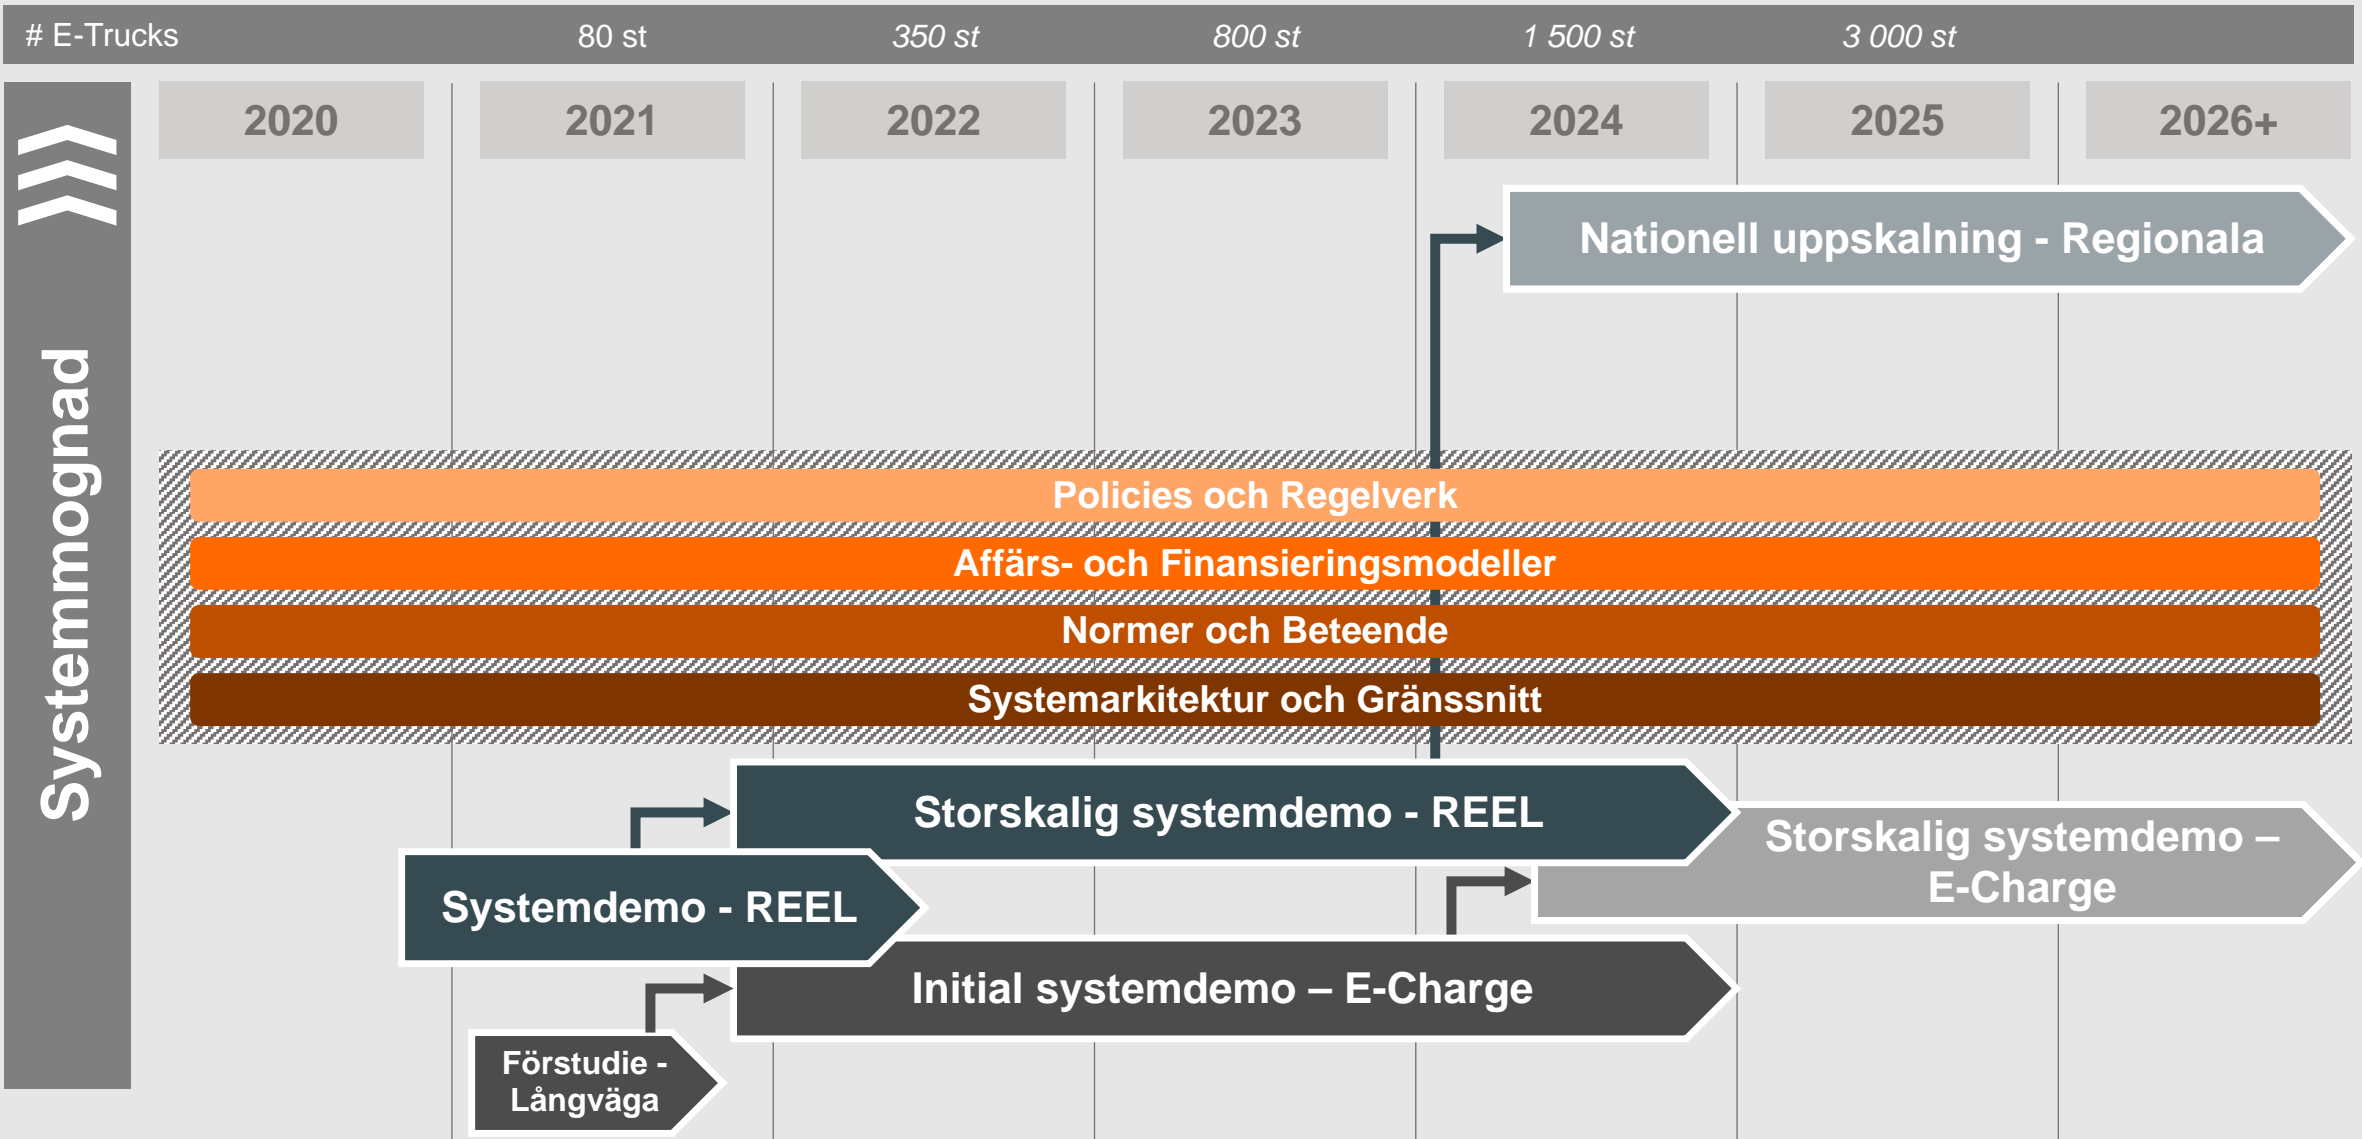 # E-Trucks 80 st 350 st 800 st 1 500 st 3 000 st
2020 2021 2022 2023 2024 2025 2026+
Systemmognad
Nationell uppskalning - Regionala
Policies och Regelverk
Affärs- och Finansieringsmodeller
Normer och Beteende
Systemarkitektur och Gränssnitt
Storskalig systemdemo - REEL
Storskalig systemdemo –
E-Charge
Systemdemo - REEL
Initial systemdemo – E-Charge
Förstudie -
Långväga